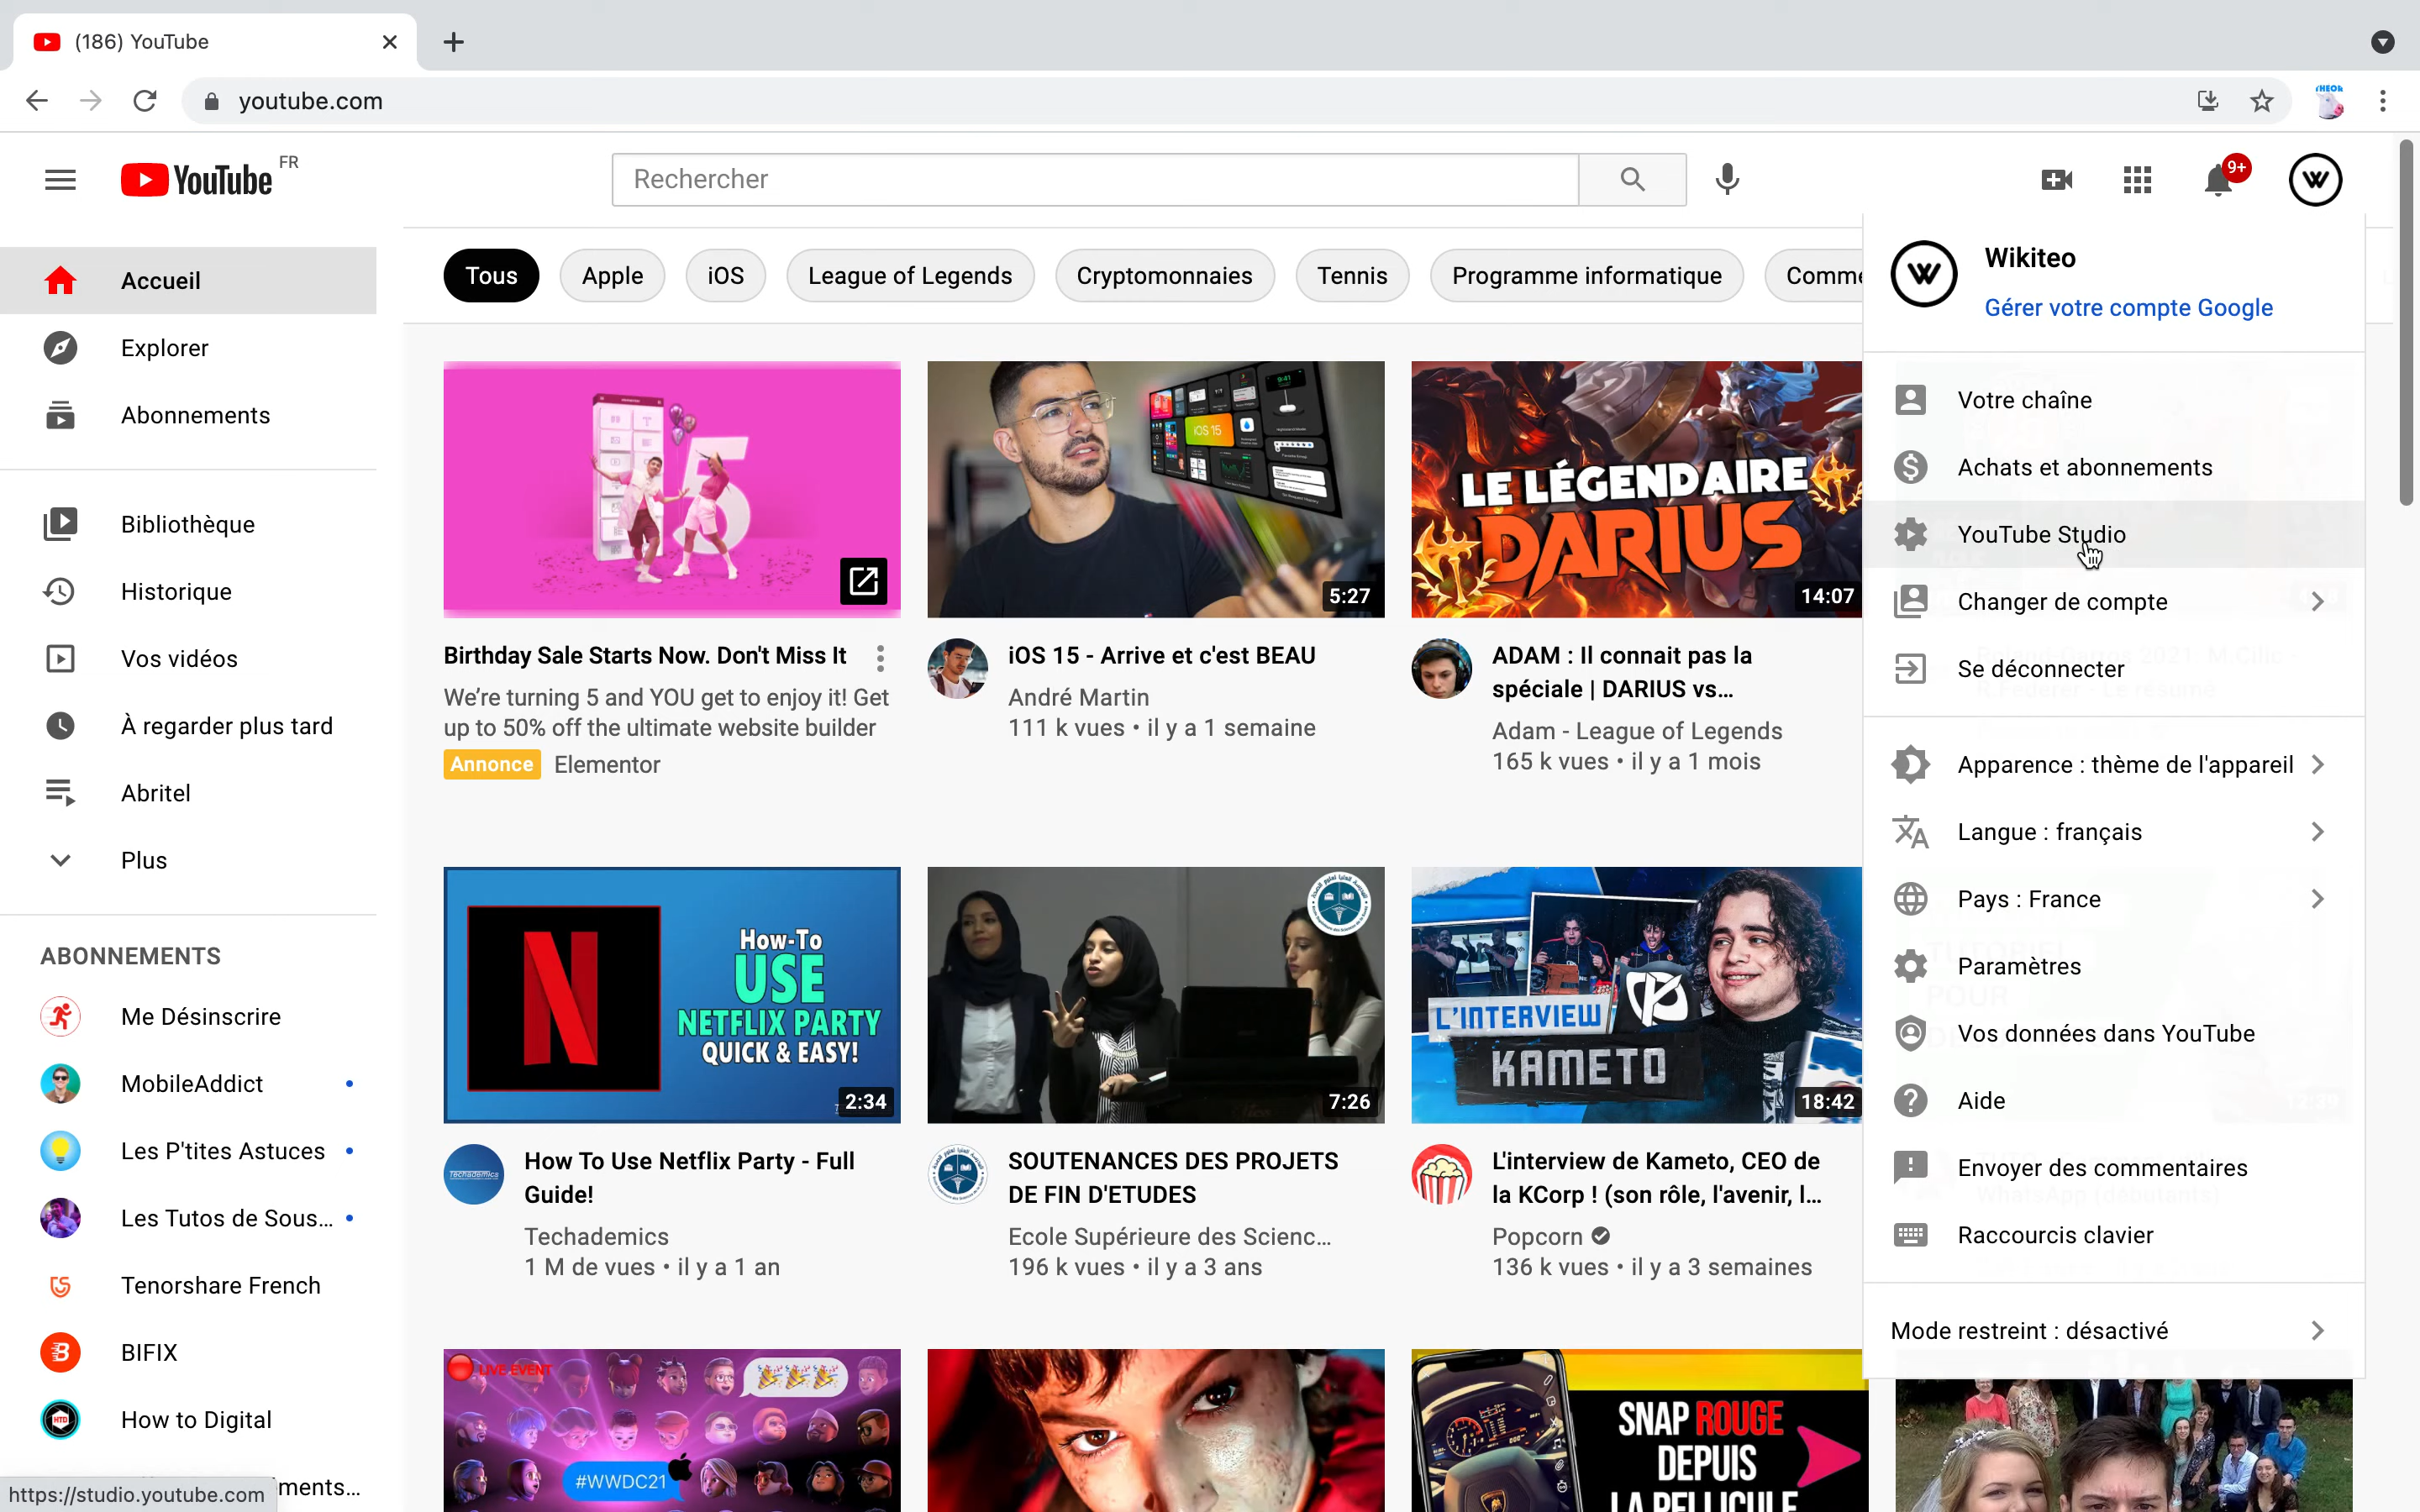 (186) YouTube
youtube.com
YouTube FR
Rechercher
9+
W
Accueil
Explorer
Abonnements
Bibliothèque
Historique
Vos vidéos
À regarder plus tard
Abritel
Plus
ABONNEMENTS
Me Désinscrire
MobileAddict
Les P'tites Astuces
Les Tutos de Sous...
Tenorshare French
BIFIX
How to Digital
ments...
https://studio.youtube.com
Tous
Apple
iOS
League of Legends
Cryptomonnaies
Tennis
Programme informatique
Comme
5
Birthday Sale Starts Now. Don't Miss It
We're turning 5 and YOU get to enjoy it! Get
up to 50% off the ultimate website builder
Annonce Elementor
iOS 15
5:27
iOS 15 - Arrive et c'est BEAU
André Martin
111 k vues • il y a 1 semaine
LE LÉGENDAIRE
DARIUS
14:07
ADAM : Il connait pas la
spéciale | DARIUS vs...
Adam - League of Legends
165 k vues • il y a 1 mois
N
How-To
USE
NETFLIX PARTY
QUICK & EASY!
2:34
Techademics
How To Use Netflix Party - Full
Guide!
Techademics
1 M de vues • il y a 1 an
7:26
SOUTENANCES DES PROJETS
DE FIN D'ETUDES
Ecole Supérieure des Scienc...
196 k vues • il y a 3 ans
L'INTERVIEW
KAMETO
18:42
L'interview de Kameto, CEO de
la KCorp ! (son rôle, l'avenir, l...
Popcorn
136 k vues • il y a 3 semaines
LIVE EVENT
#WWDC21
SNAP ROUGE
DEPUIS
LA PELLICULE
W
Wikiteo
Gérer votre compte Google
Votre chaîne
Achats et abonnements
YouTube Studio
Changer de compte
Se déconnecter
Apparence : thème de l'appareil
Langue : français
Pays : France
Paramètres
Vos données dans YouTube
Aide
Envoyer des commentaires
Raccourcis clavier
Mode restreint : désactivé